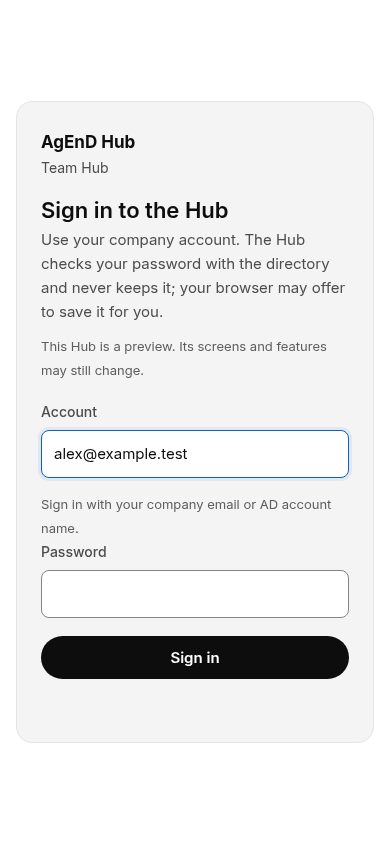 AgEnD Hub
Team Hub
Sign in to the Hub
Use your company account. The Hub
checks your password with the directory
and never keeps it; your browser may offer
to save it for you.
This Hub is a preview. Its screens and features
may still change.
Account
alex@example.test
Sign in with your company email or AD account
name.
Password
Sign in